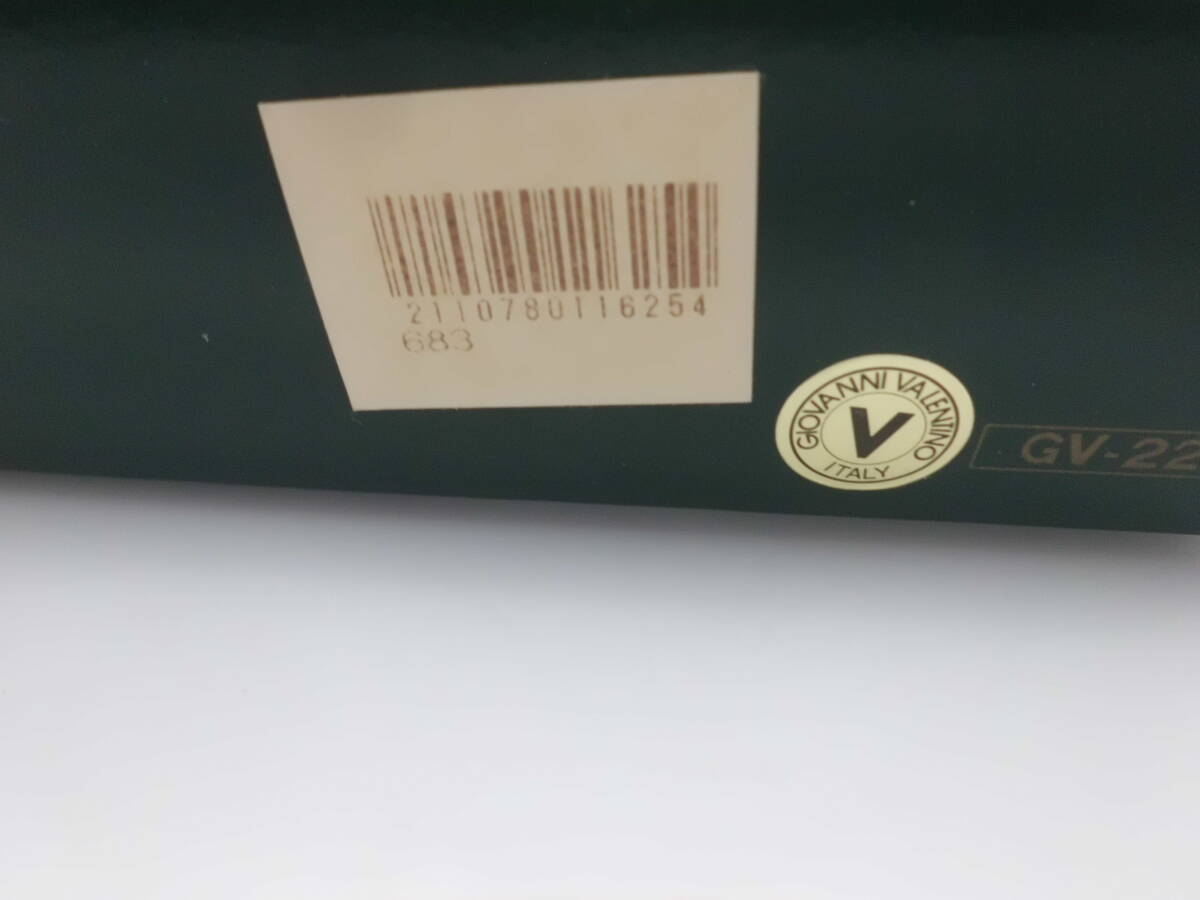 2110780116254
683
GIOVANNI VALENTINO
V
ITALY
GV-22